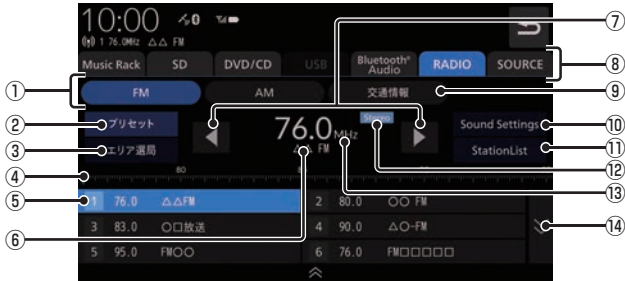 10:00
1 76.0MHz △△ FM
⑦
Music Rack SD DVD/CD USB Bluetooth® Audio RADIO SOURCE
⑧
①
FM AM 交通情報
⑨
②
プリセット
76.0MHz
Stereo
Sound Settings
⑩
③
エリア選局
△△ FM
StationList
⑪
⑫
④
80
⑬
⑤
1 76.0 △△FM
2 80.0 ○○ FM
⑥
3 83.0 ○□放送
4 90.0 △○-FM
⑭
5 95.0 FM○○
6 76.0 FM□□□□□